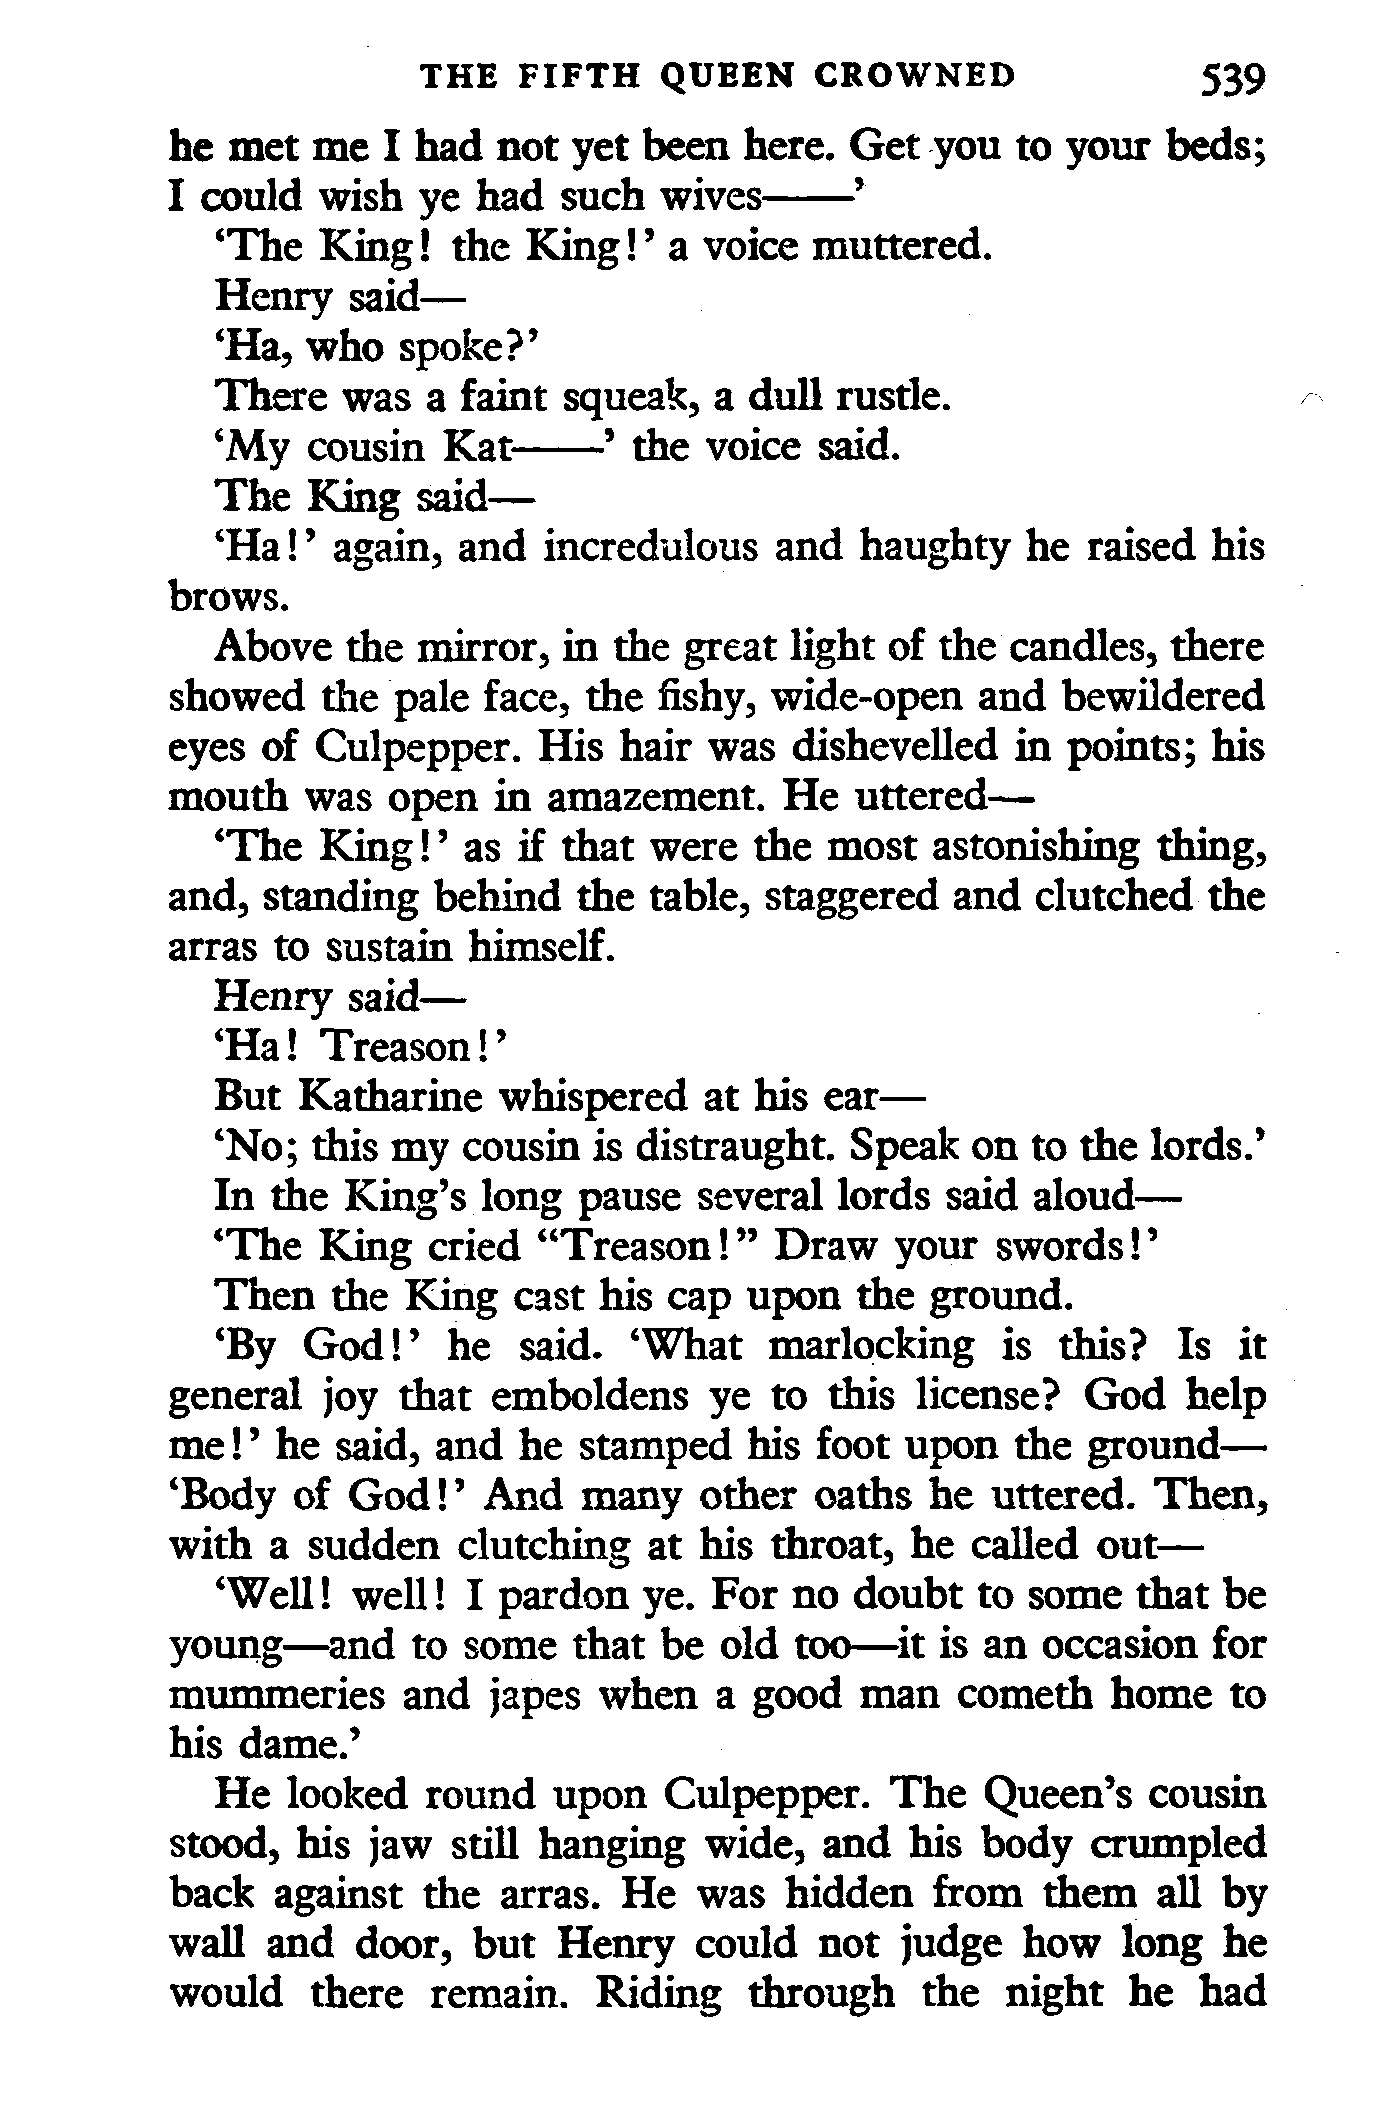 THE FIFTH QUEEN CROWNED 539
he met me I had not yet been here. Get you to your beds;
I could wish ye had such wives——’
‘The King! the King!’ a voice muttered.
Henry said—
‘Ha, who spoke?’
There was a faint squeak, a dull rustle.
‘My cousin Kat——’ the voice said.
The King said—
‘Ha!’ again, and incredulous and haughty he raised his
brows.
Above the mirror, in the great light of the candles, there
showed the pale face, the fishy, wide-open and bewildered
eyes of Culpepper. His hair was dishevelled in points; his
mouth was open in amazement. He uttered—
‘The King!’ as if that were the most astonishing thing,
and, standing behind the table, staggered and clutched the
arras to sustain himself.
Henry said—
‘Ha! Treason!’
But Katharine whispered at his ear—
‘No; this my cousin is distraught. Speak on to the lords.’
In the King’s long pause several lords said aloud—
‘The King cried “Treason!” Draw your swords!’
Then the King cast his cap upon the ground.
‘By God!’ he said. ‘What marlocking is this? Is it
general joy that emboldens ye to this license? God help
me!’ he said, and he stamped his foot upon the ground—
‘Body of God!’ And many other oaths he uttered. Then,
with a sudden clutching at his throat, he called out—
‘Well! well! I pardon ye. For no doubt to some that be
young—and to some that be old too—it is an occasion for
mummeries and japes when a good man cometh home to
his dame.’
He looked round upon Culpepper. The Queen’s cousin
stood, his jaw still hanging wide, and his body crumpled
back against the arras. He was hidden from them all by
wall and door, but Henry could not judge how long he
would there remain. Riding through the night he had